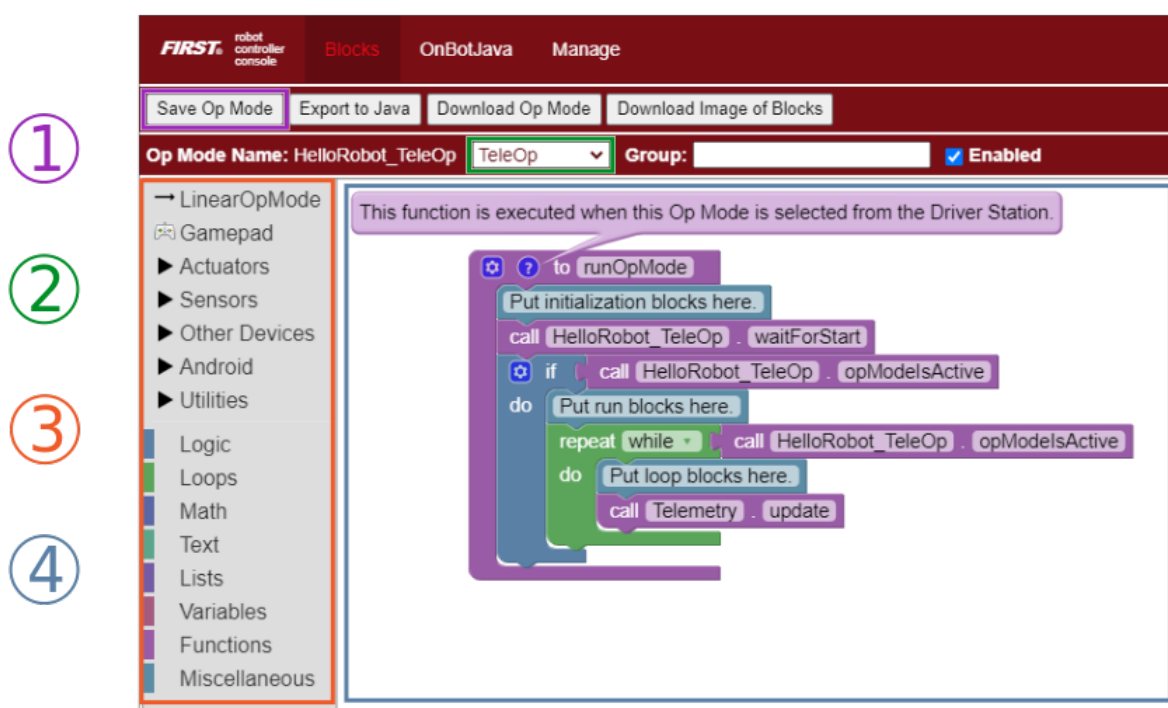 FIRST® robot controller console Blocks OnBotJava Manage
Save Op Mode Export to Java Download Op Mode Download Image of Blocks
Op Mode Name: HelloRobot_TeleOp TeleOp Group: Enabled
1
2
3
4
LinearOpMode
Gamepad
Actuators
Sensors
Other Devices
Android
Utilities
Logic
Loops
Math
Text
Lists
Variables
Functions
Miscellaneous
This function is executed when this Op Mode is selected from the Driver Station.
? to runOpMode
Put initialization blocks here.
call HelloRobot_TeleOp . waitForStart
if call HelloRobot_TeleOp . opModeIsActive
do Put run blocks here.
repeat while call HelloRobot_TeleOp . opModeIsActive
do Put loop blocks here.
call Telemetry . update